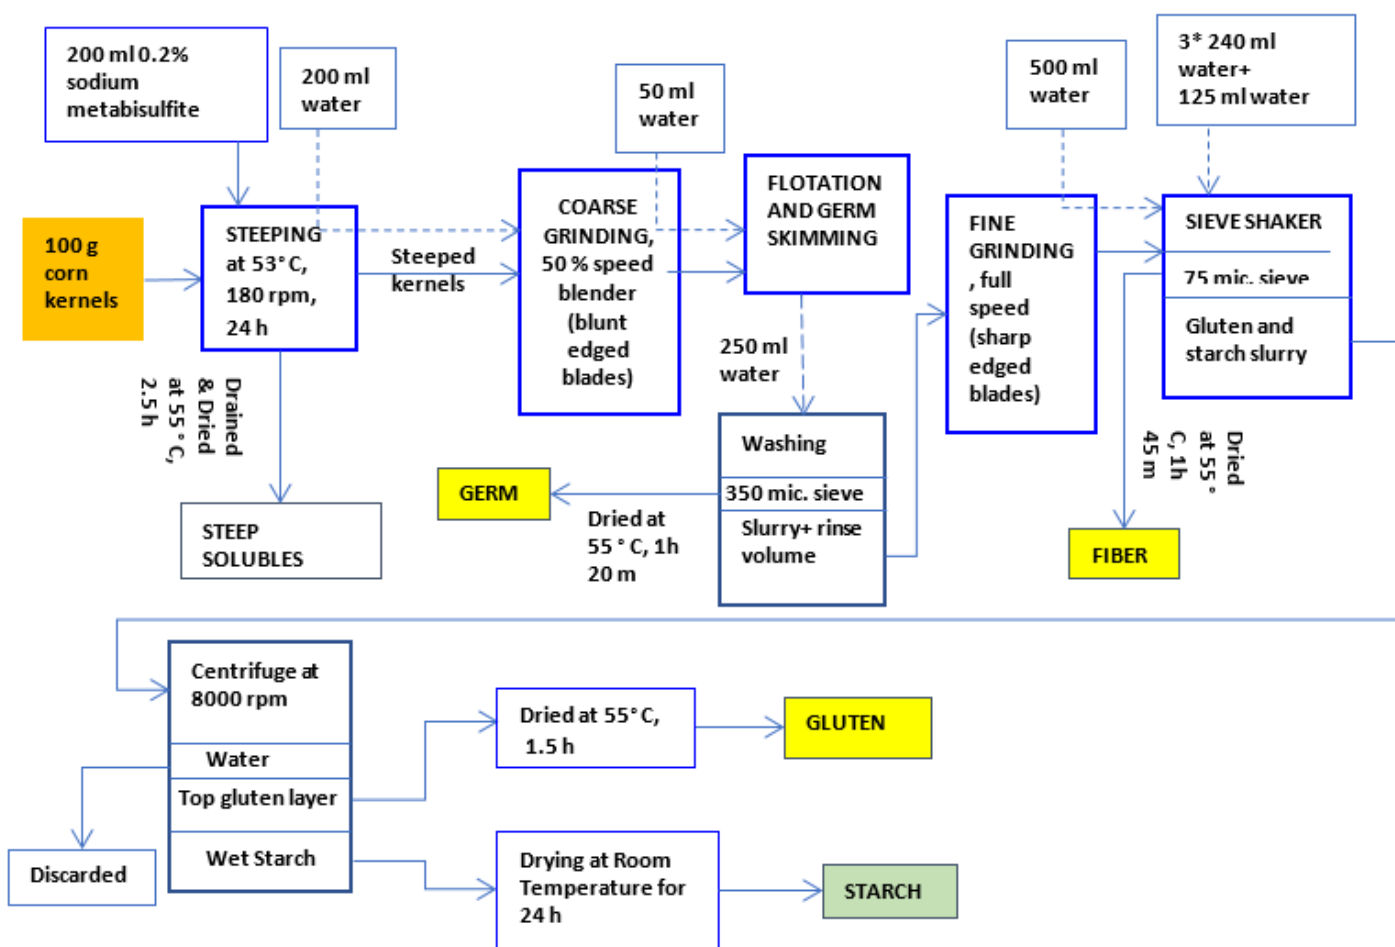 200 ml 0.2%
sodium
metabisulfite
200 ml
water
50 ml
water
500 ml
water
3* 240 ml
water+
125 ml water
100 g
corn
kernels
STEEPING
at 53°C,
180 rpm,
24 h
Steeped
kernels
COARSE
GRINDING,
50 % speed
blender
(blunt
edged
blades)
FLOTATION
AND GERM
SKIMMING
FINE
GRINDING
, full
speed
(sharp
edged
blades)
SIEVE SHAKER
75 mic. sieve
Gluten and
starch slurry
Drained
& Dried
at 55°C,
2.5 h
STEEP
SOLUBLES
250 ml
water
Washing
350 mic. sieve
Slurry+ rinse
volume
GERM
Dried at
55°C, 1h
20 m
Dried
at 55°
C, 1h
45 m
FIBER
Centrifuge at
8000 rpm
Water
Top gluten layer
Wet Starch
Discarded
Dried at 55°C,
1.5 h
GLUTEN
Drying at Room
Temperature for
24 h
STARCH